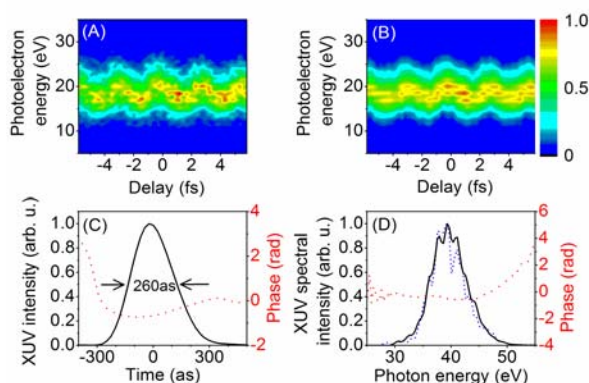 (A)
(B)
Photoelectron
energy (eV)
30
20
10
-4 -2 0 2 4
Delay (fs)
Photoelectron
energy (eV)
30
20
10
-4 -2 0 2 4
Delay (fs)
1.0
0.5
0
(C)
XUV intensity (arb. u.)
1.0
0.8
0.6
0.4
0.2
0.0
260as
-300 0 300
Time (as)
4
2
0
-2
Phase (rad)
(D)
XUV spectral
intensity (arb. u.)
1.0
0.8
0.6
0.4
0.2
0.0
30 40 50
Photon energy (eV)
6
4
2
0
-2
-4
Phase (rad)